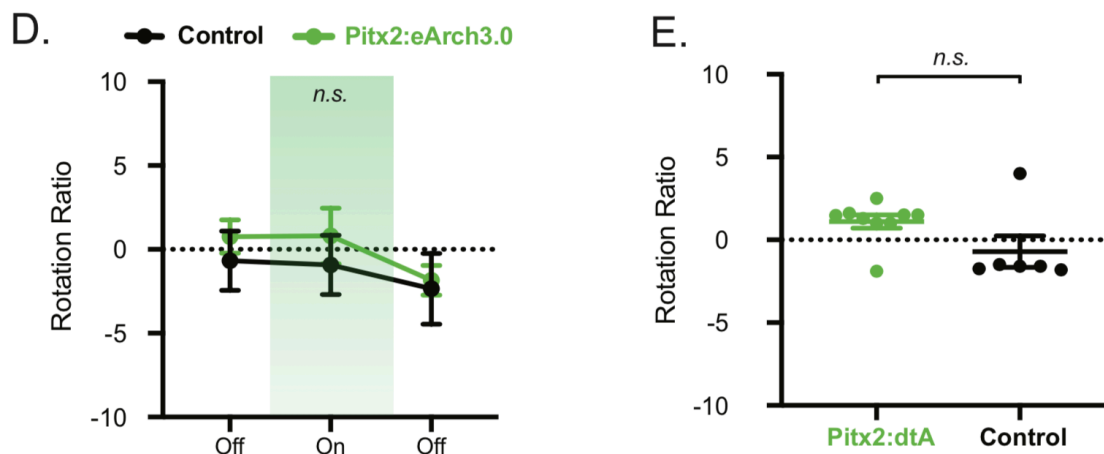 D.
Control Pitx2:eArch3.0
n.s.
Rotation Ratio
10
5
0
-5
-10
Off On Off
E.
n.s.
Rotation Ratio
10
5
0
-5
-10
Pitx2:dtA Control